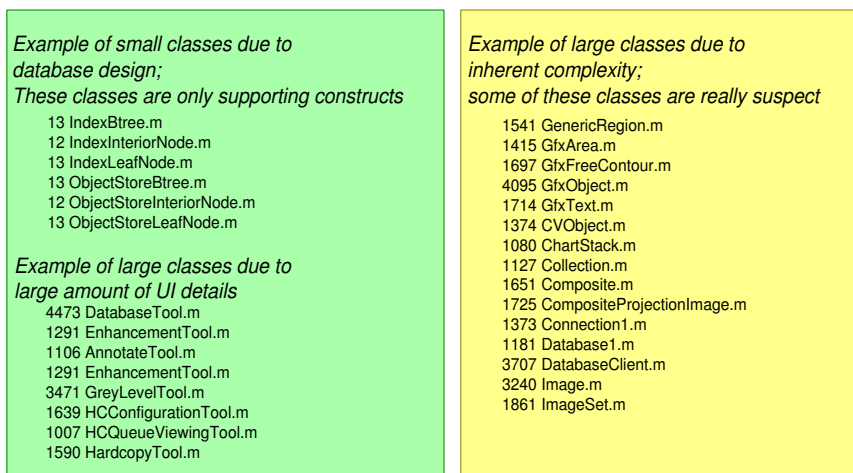 Example of small classes due to
database design;
These classes are only supporting constructs
13 IndexBtree.m
12 IndexInteriorNode.m
13 IndexLeafNode.m
13 ObjectStoreBtree.m
12 ObjectStoreInteriorNode.m
13 ObjectStoreLeafNode.m
Example of large classes due to
large amount of UI details
4473 DatabaseTool.m
1291 EnhancementTool.m
1106 AnnotateTool.m
1291 EnhancementTool.m
3471 GreyLevelTool.m
1639 HCConfigurationTool.m
1007 HCQueueViewingTool.m
1590 HardcopyTool.m
Example of large classes due to
inherent complexity;
some of these classes are really suspect
1541 GenericRegion.m
1415 GfxArea.m
1697 GfxFreeContour.m
4095 GfxObject.m
1714 GfxText.m
1374 CVObject.m
1080 ChartStack.m
1127 Collection.m
1651 Composite.m
1725 CompositeProjectionImage.m
1373 Connection1.m
1181 Database1.m
3707 DatabaseClient.m
3240 Image.m
1861 ImageSet.m